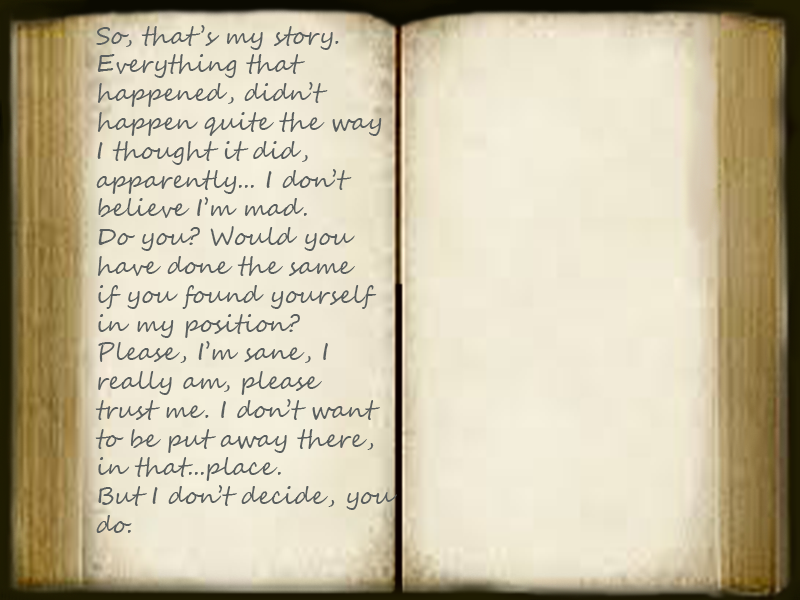 So, that's my story.
Everything that
happened, didn't
happen quite the way
I thought it did,
apparently... I don't
believe I'm mad.
Do you? Would you
have done the same
if you found yourself
in my position?
Please, I'm sane, I
really am, please
trust me. I don't want
to be put away there,
in that...place.
But I don't decide, you
do.